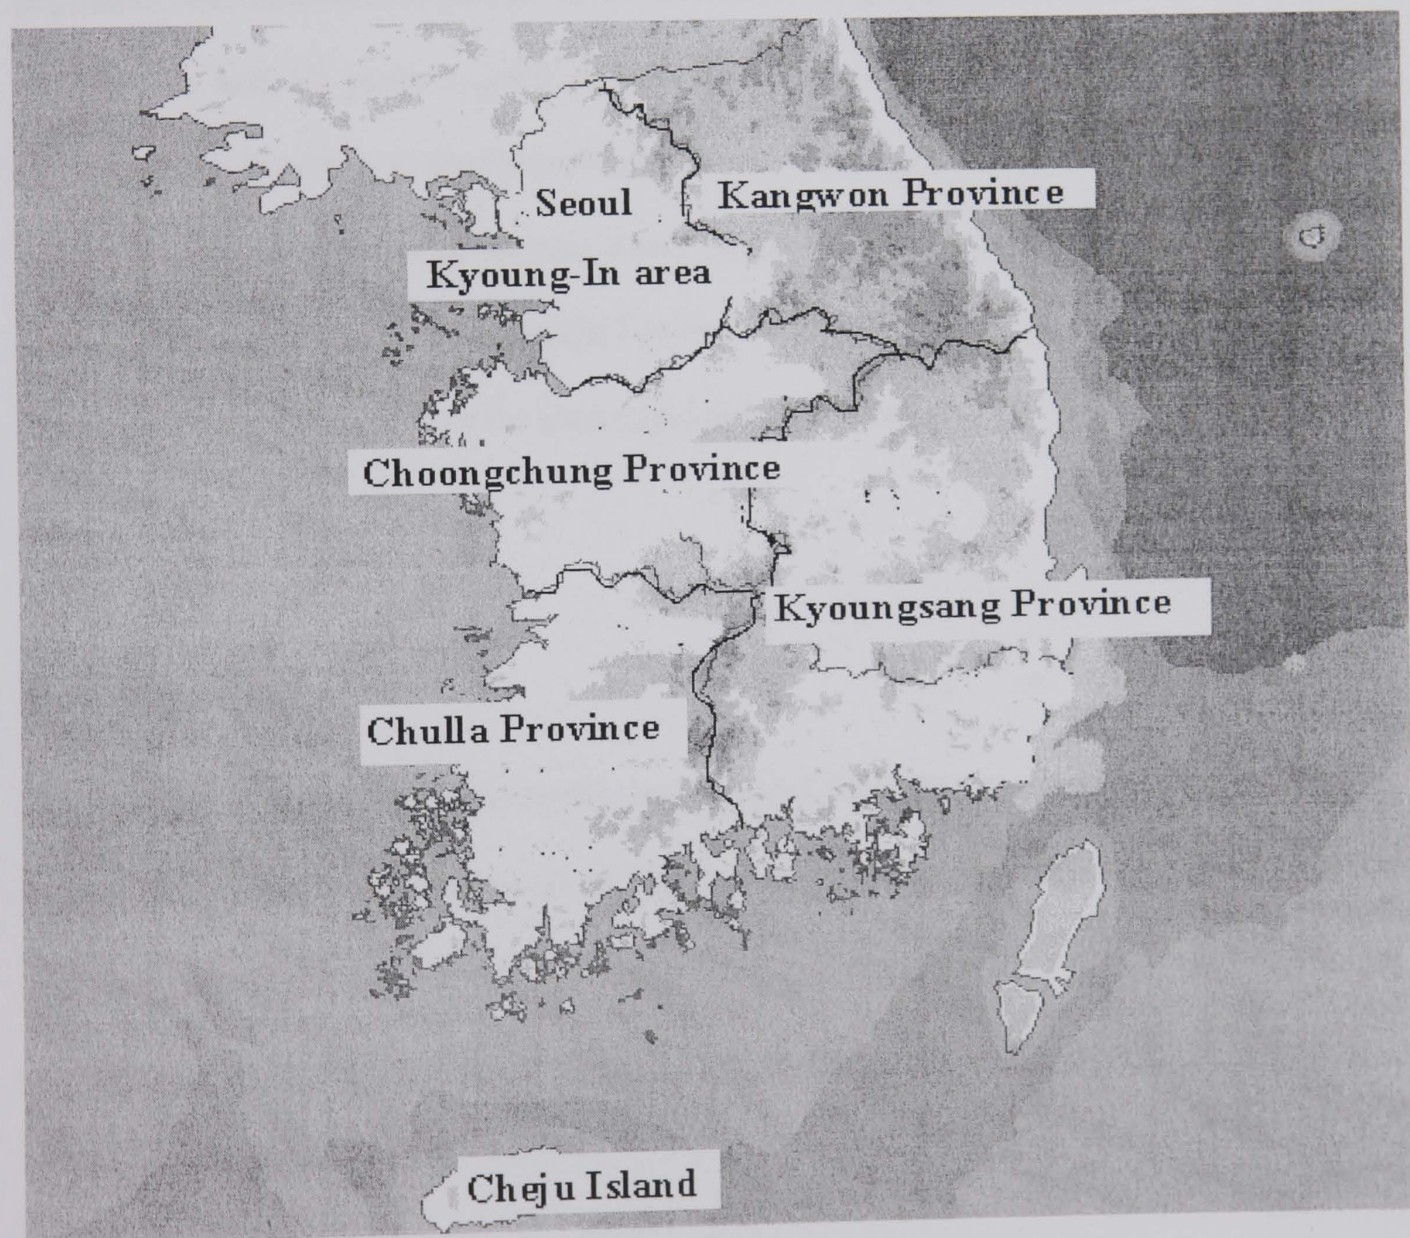 Seoul
Kangwon Province
Kyoung-In area
Choongchung Province
Kyoungsang Province
Chulla Province
Cheju Island